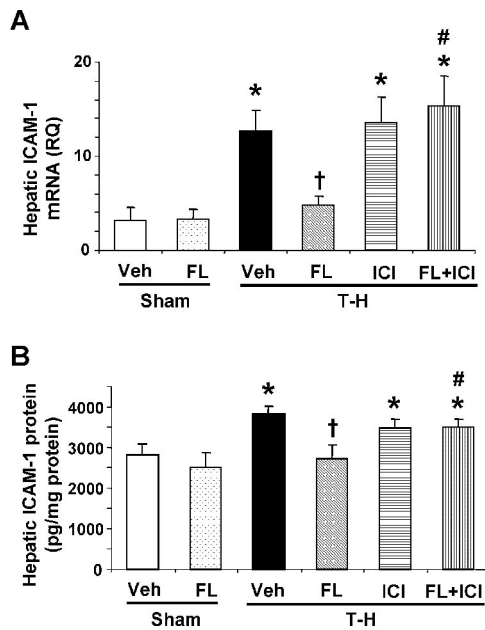 A
Hepatic ICAM-1
mRNA (RQ)
20
10
0
*
†
*
#
*
Veh FL Veh FL ICI FL+ICI
Sham T-H
B
Hepatic ICAM-1 protein
(pg/mg protein)
4000
3000
2000
1000
0
*
†
*
#
*
Veh FL Veh FL ICI FL+ICI
Sham T-H